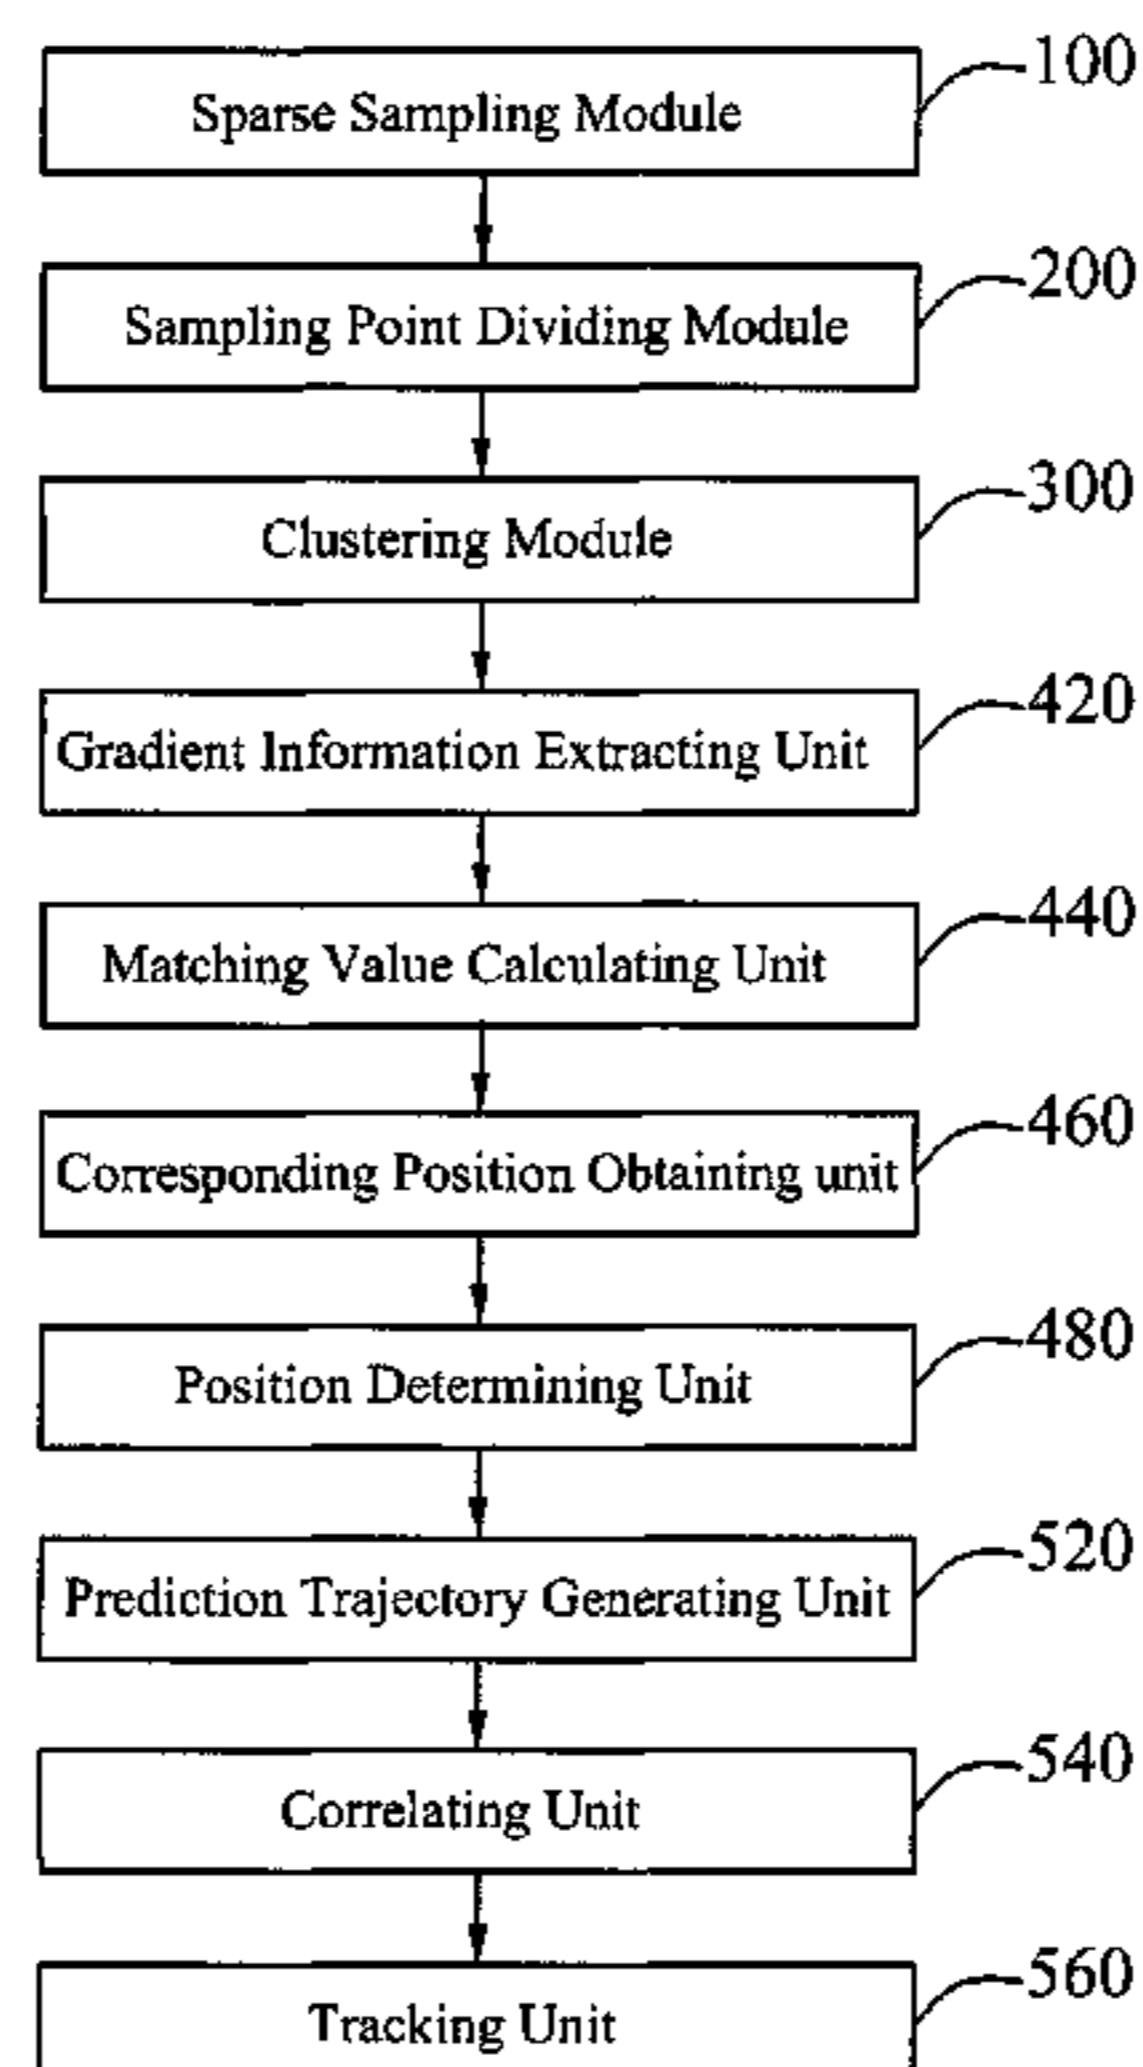 Sparse Sampling Module
100
Sampling Point Dividing Module
200
Clustering Module
300
Gradient Information Extracting Unit
420
Matching Value Calculating Unit
440
Corresponding Position Obtaining unit
460
Position Determining Unit
480
Prediction Trajectory Generating Unit
520
Correlating Unit
540
Tracking Unit
560